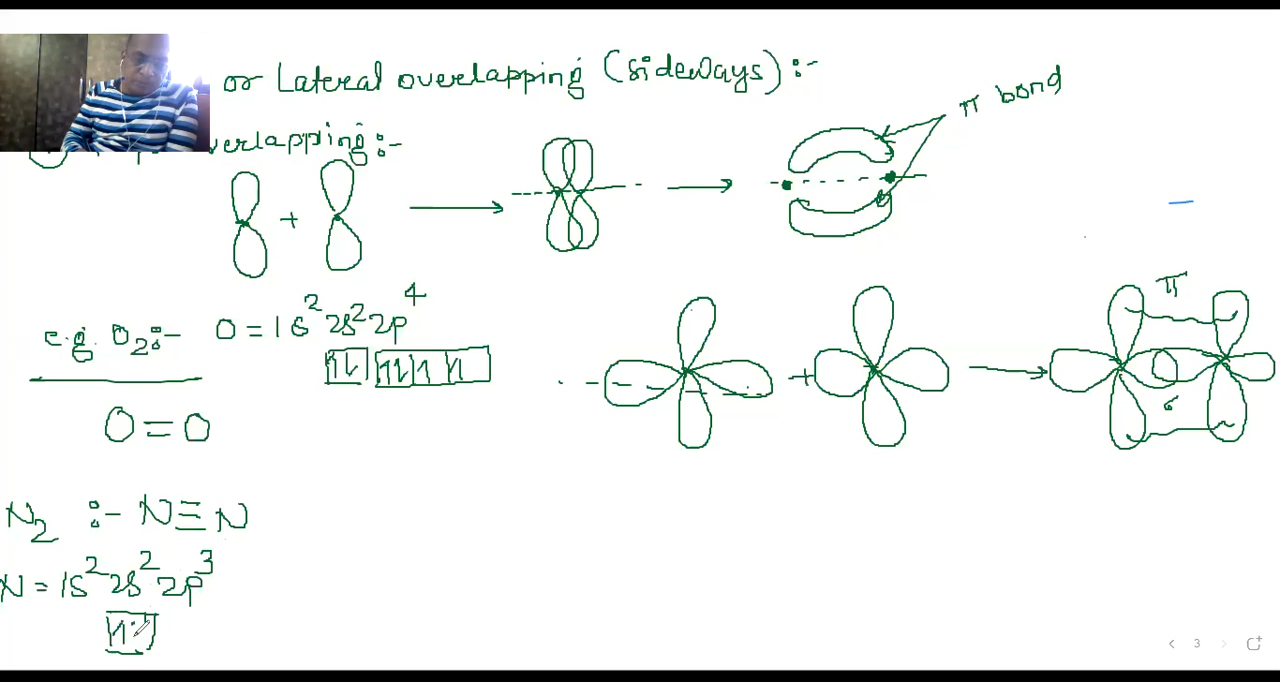 or Lateral overlapping (sideways) :-
overlapping :-
π bond
+
e.g. O₂ :- O = 1s² 2s² 2p⁴
O = O
+
π
σ
N₂ :- N ≡ N
N = 1s² 2s² 2p³
3